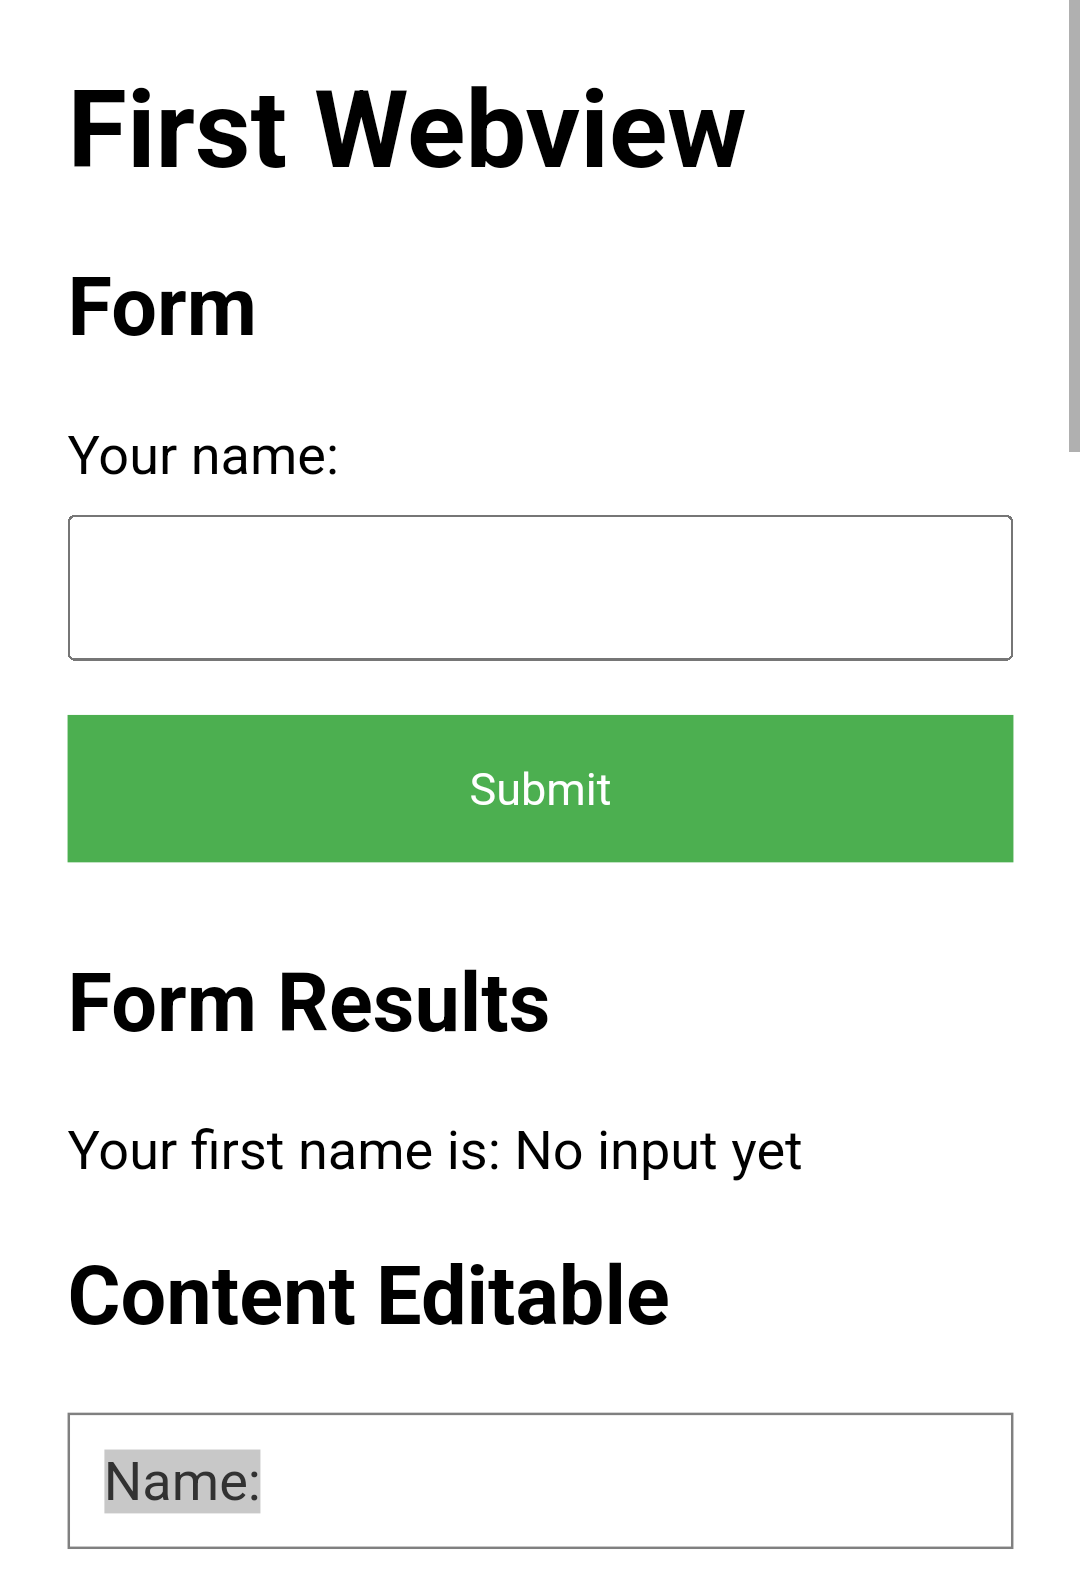 First Webview
Form
Your name:
Submit
Form Results
Your first name is: No input yet
Content Editable
Name: